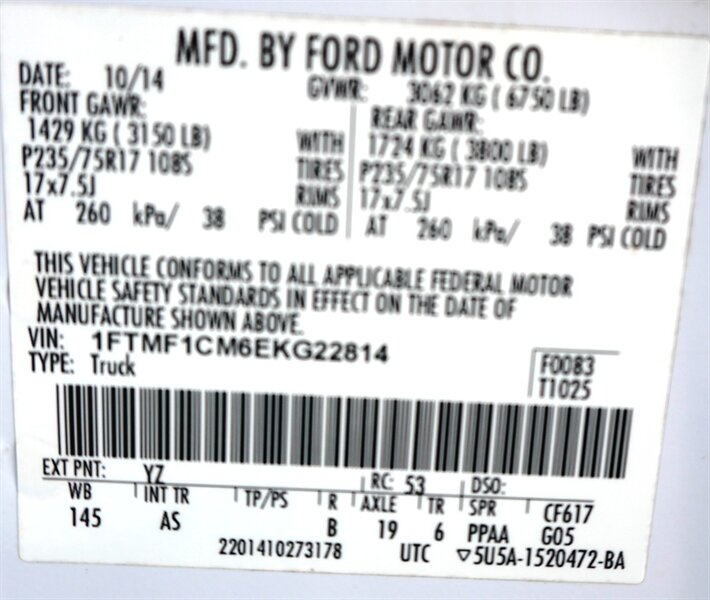 MFD. BY FORD MOTOR CO.
DATE: 10/14 GVWR: 3062 KG ( 6750 LB)
FRONT GAWR: REAR GAWR:
1429 KG ( 3150 LB) WITH 1724 KG ( 3800 LB) WITH
P235/75R17 108S TIRES P235/75R17 108S TIRES
17x7.5J RIMS 17x7.5J RIMS
AT 260 kPa/ 38 PSI COLD AT 260 kPa/ 38 PSI COLD
THIS VEHICLE CONFORMS TO ALL APPLICABLE FEDERAL MOTOR
VEHICLE SAFETY STANDARDS IN EFFECT ON THE DATE OF
MANUFACTURE SHOWN ABOVE.
VIN: 1FTMF1CM6EKG22814
TYPE: Truck F0083
T1025
EXT PNT: YZ RC: 53 DSO:
WB INT TR TP/PS R AXLE TR SPR CF617
145 AS B 19 6 PPAA G05
2201410273178 UTC ▽5U5A-1520472-BA